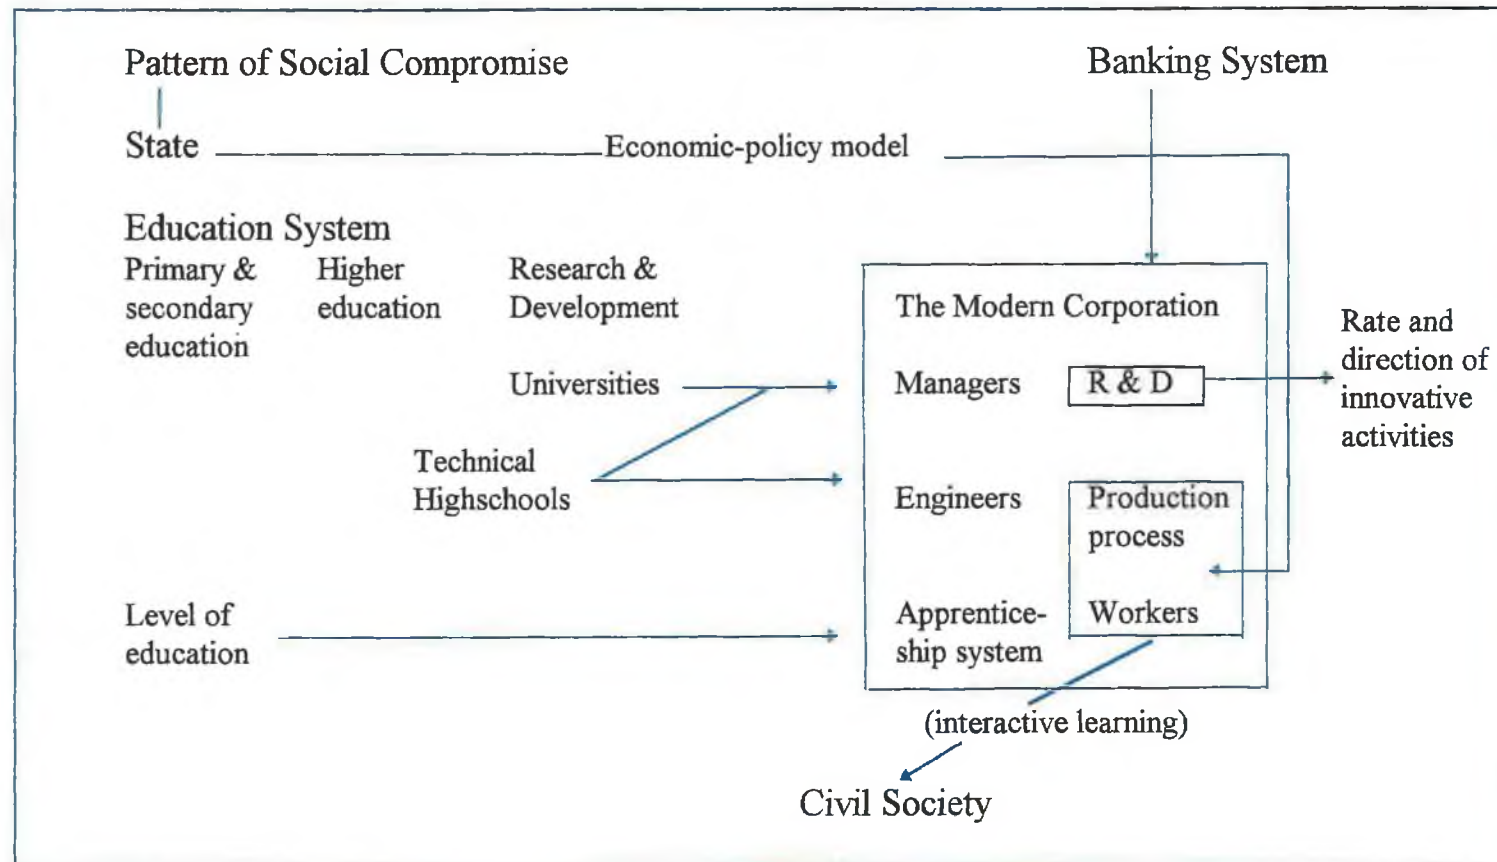 Pattern of Social Compromise
Banking System
State
Economic-policy model
Education System
Primary &
secondary
education
Higher
education
Research &
Development
The Modern Corporation
Rate and
direction of
innovative
activities
Universities
Managers
R & D
Technical
Highschools
Engineers
Production
process
Level of
education
Apprentice-
ship system
Workers
(interactive learning)
Civil Society